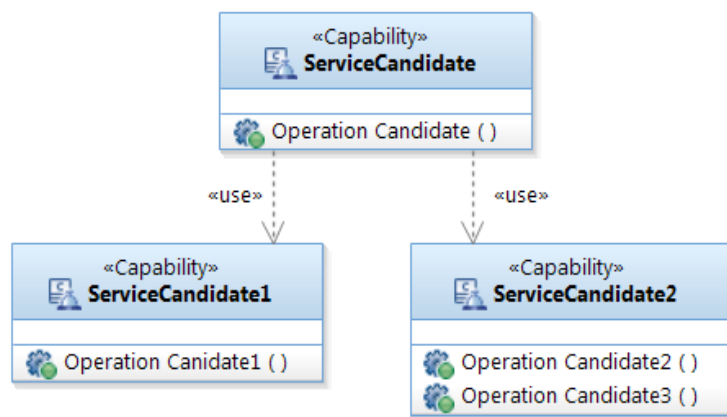 «Capability»
ServiceCandidate
Operation Candidate ( )
«use»
«use»
«Capability»
ServiceCandidate1
Operation Canidate1 ( )
«Capability»
ServiceCandidate2
Operation Candidate2 ( )
Operation Candidate3 ( )